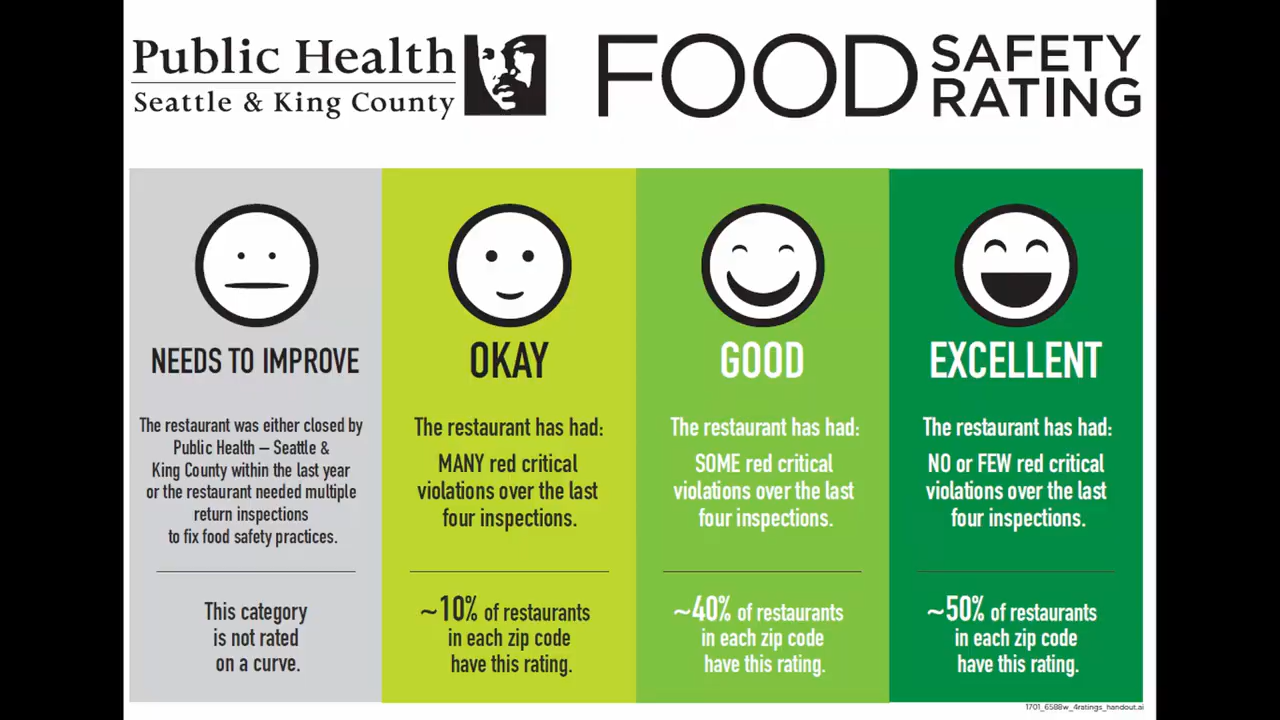 Public Health
Seattle & King County
FOOD SAFETY RATING
NEEDS TO IMPROVE
The restaurant was either closed by
Public Health – Seattle &
King County within the last year
or the restaurant needed multiple
return inspections
to fix food safety practices.
This category
is not rated
on a curve.
OKAY
The restaurant has had:
MANY red critical
violations over the last
four inspections.
~10% of restaurants
in each zip code
have this rating.
GOOD
The restaurant has had:
SOME red critical
violations over the last
four inspections.
~40% of restaurants
in each zip code
have this rating.
EXCELLENT
The restaurant has had:
NO or FEW red critical
violations over the last
four inspections.
~50% of restaurants
in each zip code
have this rating.
1701_6588w_4ratings_handout.ai